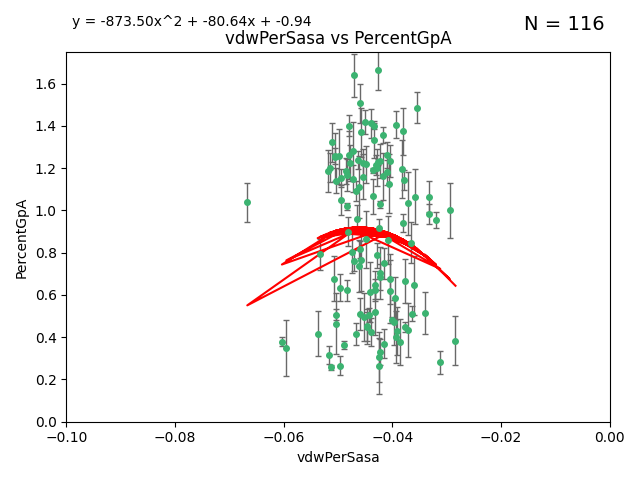 y = -873.50x^2 + -80.64x + -0.94
N = 116
vdwPerSasa vs PercentGpA
PercentGpA
1.6
1.4
1.2
1.0
0.8
0.6
0.4
0.2
0.0
−0.10 −0.08 −0.06 −0.04 −0.02 0.00
vdwPerSasa